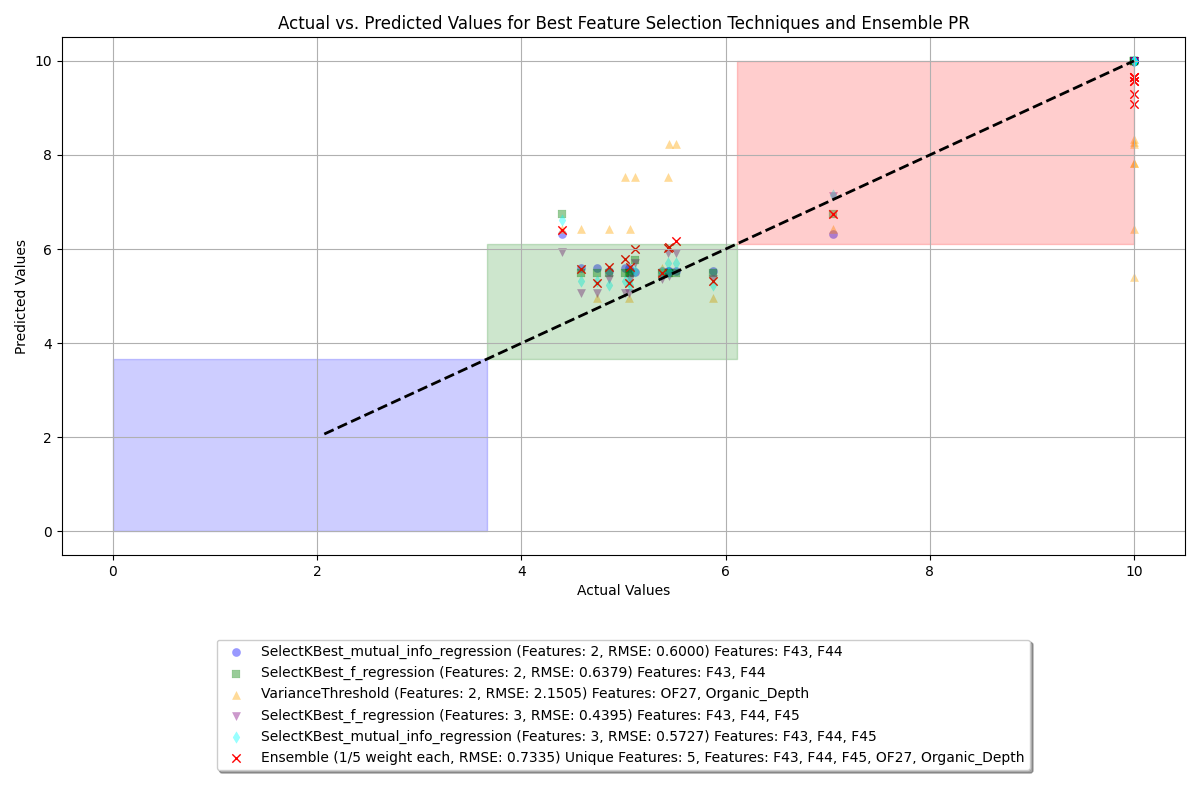 Actual vs. Predicted Values for Best Feature Selection Techniques and Ensemble PR
10
8
6
4
2
0
Predicted Values
0 2 4 6 8 10
Actual Values
SelectKBest_mutual_info_regression (Features: 2, RMSE: 0.6000) Features: F43, F44
SelectKBest_f_regression (Features: 2, RMSE: 0.6379) Features: F43, F44
VarianceThreshold (Features: 2, RMSE: 2.1505) Features: OF27, Organic_Depth
SelectKBest_f_regression (Features: 3, RMSE: 0.4395) Features: F43, F44, F45
SelectKBest_mutual_info_regression (Features: 3, RMSE: 0.5727) Features: F43, F44, F45
Ensemble (1/5 weight each, RMSE: 0.7335) Unique Features: 5, Features: F43, F44, F45, OF27, Organic_Depth